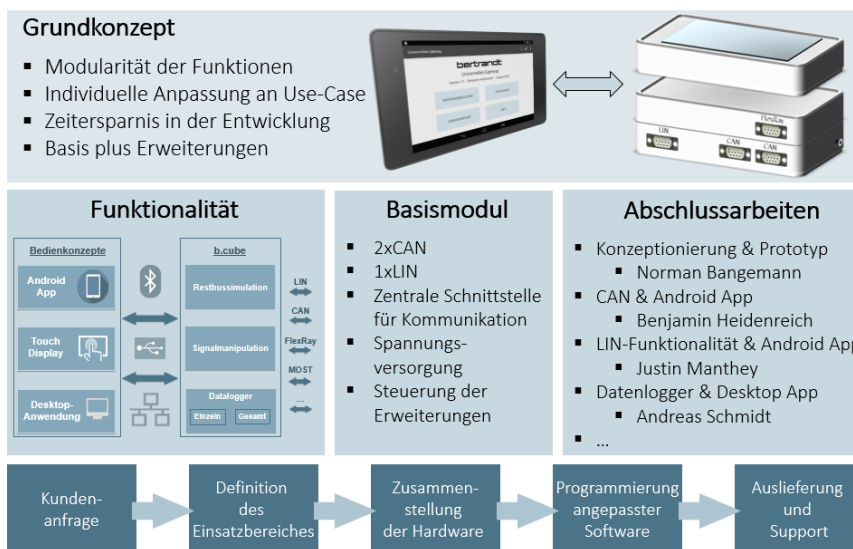 Grundkonzept
▪ Modularität der Funktionen
▪ Individuelle Anpassung an Use-Case
▪ Zeitersparnis in der Entwicklung
▪ Basis plus Erweiterungen
bertrandt
Universelles Gateway
FlexRay
LIN
CAN
CAN
Funktionalität
Bedienkonzepte
Android
App
Touch
Display
Desktop-
Anwendung
b.cube
Restbussimulation
Signalmanipulation
Datalogger
Einzeln
Gesamt
LIN
CAN
FlexRay
MOST
...
Basismodul
▪ 2xCAN
▪ 1xLIN
▪ Zentrale Schnittstelle
für Kommunikation
▪ Spannungs-
versorgung
▪ Steuerung der
Erweiterungen
Abschlussarbeiten
▪ Konzeptionierung & Prototyp
▪ Norman Bangemann
▪ CAN & Android App
▪ Benjamin Heidenreich
▪ LIN-Funktionalität & Android App
▪ Justin Manthey
▪ Datenlogger & Desktop App
▪ Andreas Schmidt
▪ ...
Kunden-
anfrage
Definition
des
Einsatzbereiches
Zusammen-
stellung
der Hardware
Programmierung
angepasster
Software
Auslieferung
und
Support